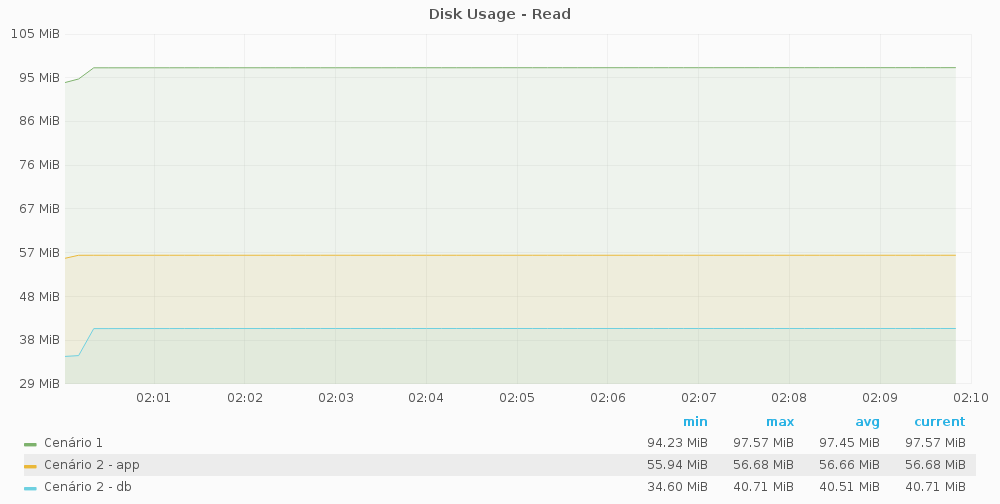 Disk Usage - Read
105 MiB
95 MiB
86 MiB
76 MiB
67 MiB
57 MiB
48 MiB
38 MiB
29 MiB
02:01 02:02 02:03 02:04 02:05 02:06 02:07 02:08 02:09 02:10
min max avg current
Cenário 1 94.23 MiB 97.57 MiB 97.45 MiB 97.57 MiB
Cenário 2 - app 55.94 MiB 56.68 MiB 56.66 MiB 56.68 MiB
Cenário 2 - db 34.60 MiB 40.71 MiB 40.51 MiB 40.71 MiB